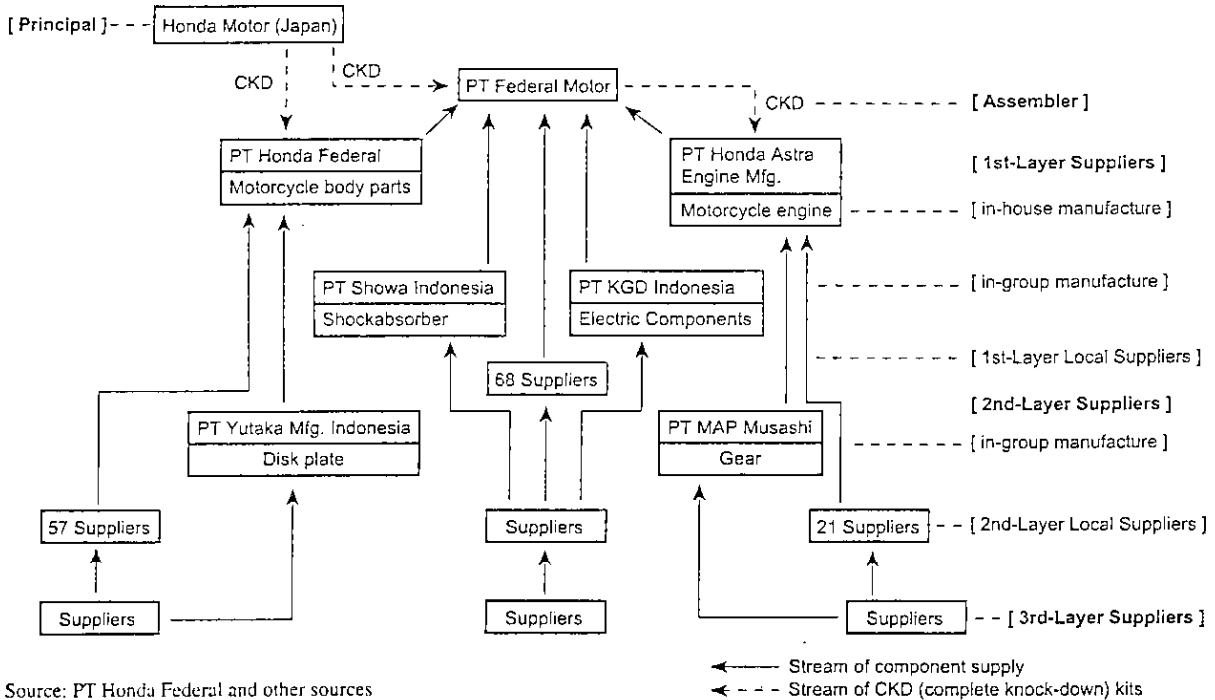 [ Principal ]
Honda Motor (Japan)
CKD
CKD
PT Federal Motor
CKD
[ Assembler ]
PT Honda Federal
Motorcycle body parts
PT Honda Astra
Engine Mfg.
Motorcycle engine
[ 1st-Layer Suppliers ]
[ in-house manufacture ]
PT Showa Indonesia
Shockabsorber
PT KGD Indonesia
Electric Components
[ in-group manufacture ]
68 Suppliers
[ 1st-Layer Local Suppliers ]
PT Yutaka Mfg. Indonesia
Disk plate
PT MAP Musashi
Gear
[ 2nd-Layer Suppliers ]
[ in-group manufacture ]
57 Suppliers
Suppliers
21 Suppliers
[ 2nd-Layer Local Suppliers ]
Suppliers
Suppliers
Suppliers
[ 3rd-Layer Suppliers ]
Stream of component supply
Stream of CKD (complete knock-down) kits
Source: PT Honda Federal and other sources